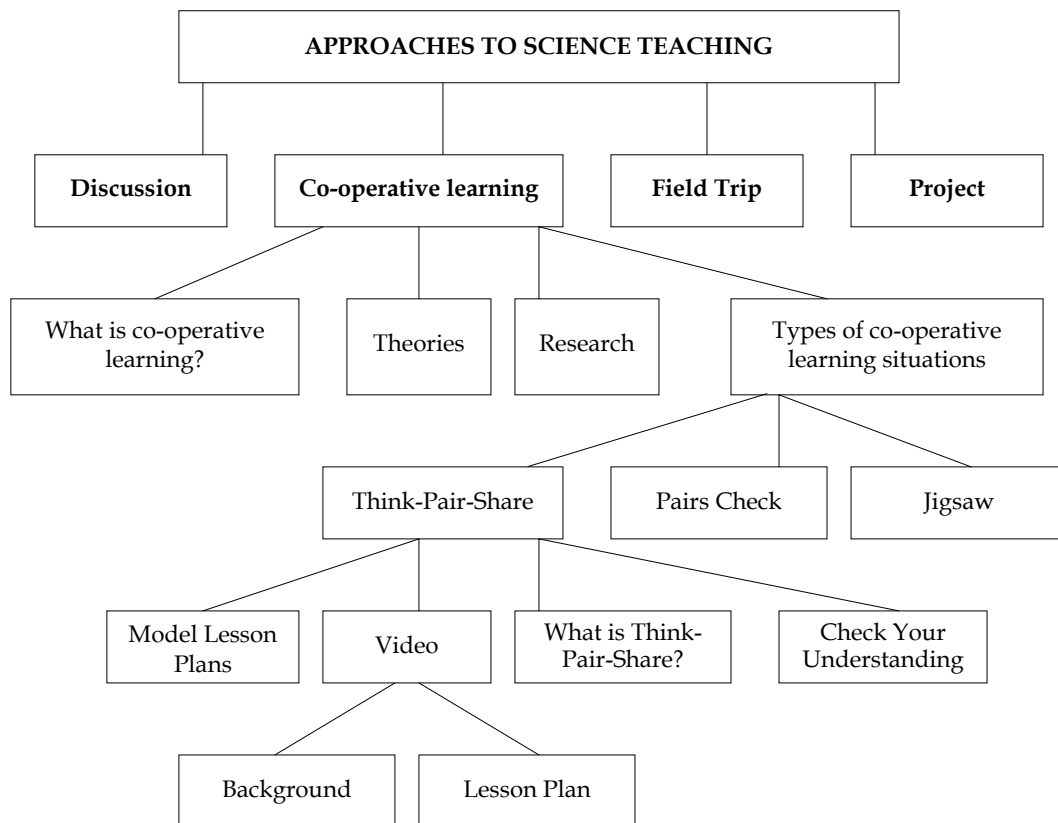 APPROACHES TO SCIENCE TEACHING
Discussion
Co-operative learning
Field Trip
Project
What is co-operative
learning?
Theories
Research
Types of co-operative
learning situations
Think-Pair-Share
Pairs Check
Jigsaw
Model Lesson
Plans
Video
What is Think-
Pair-Share?
Check Your
Understanding
Background
Lesson Plan